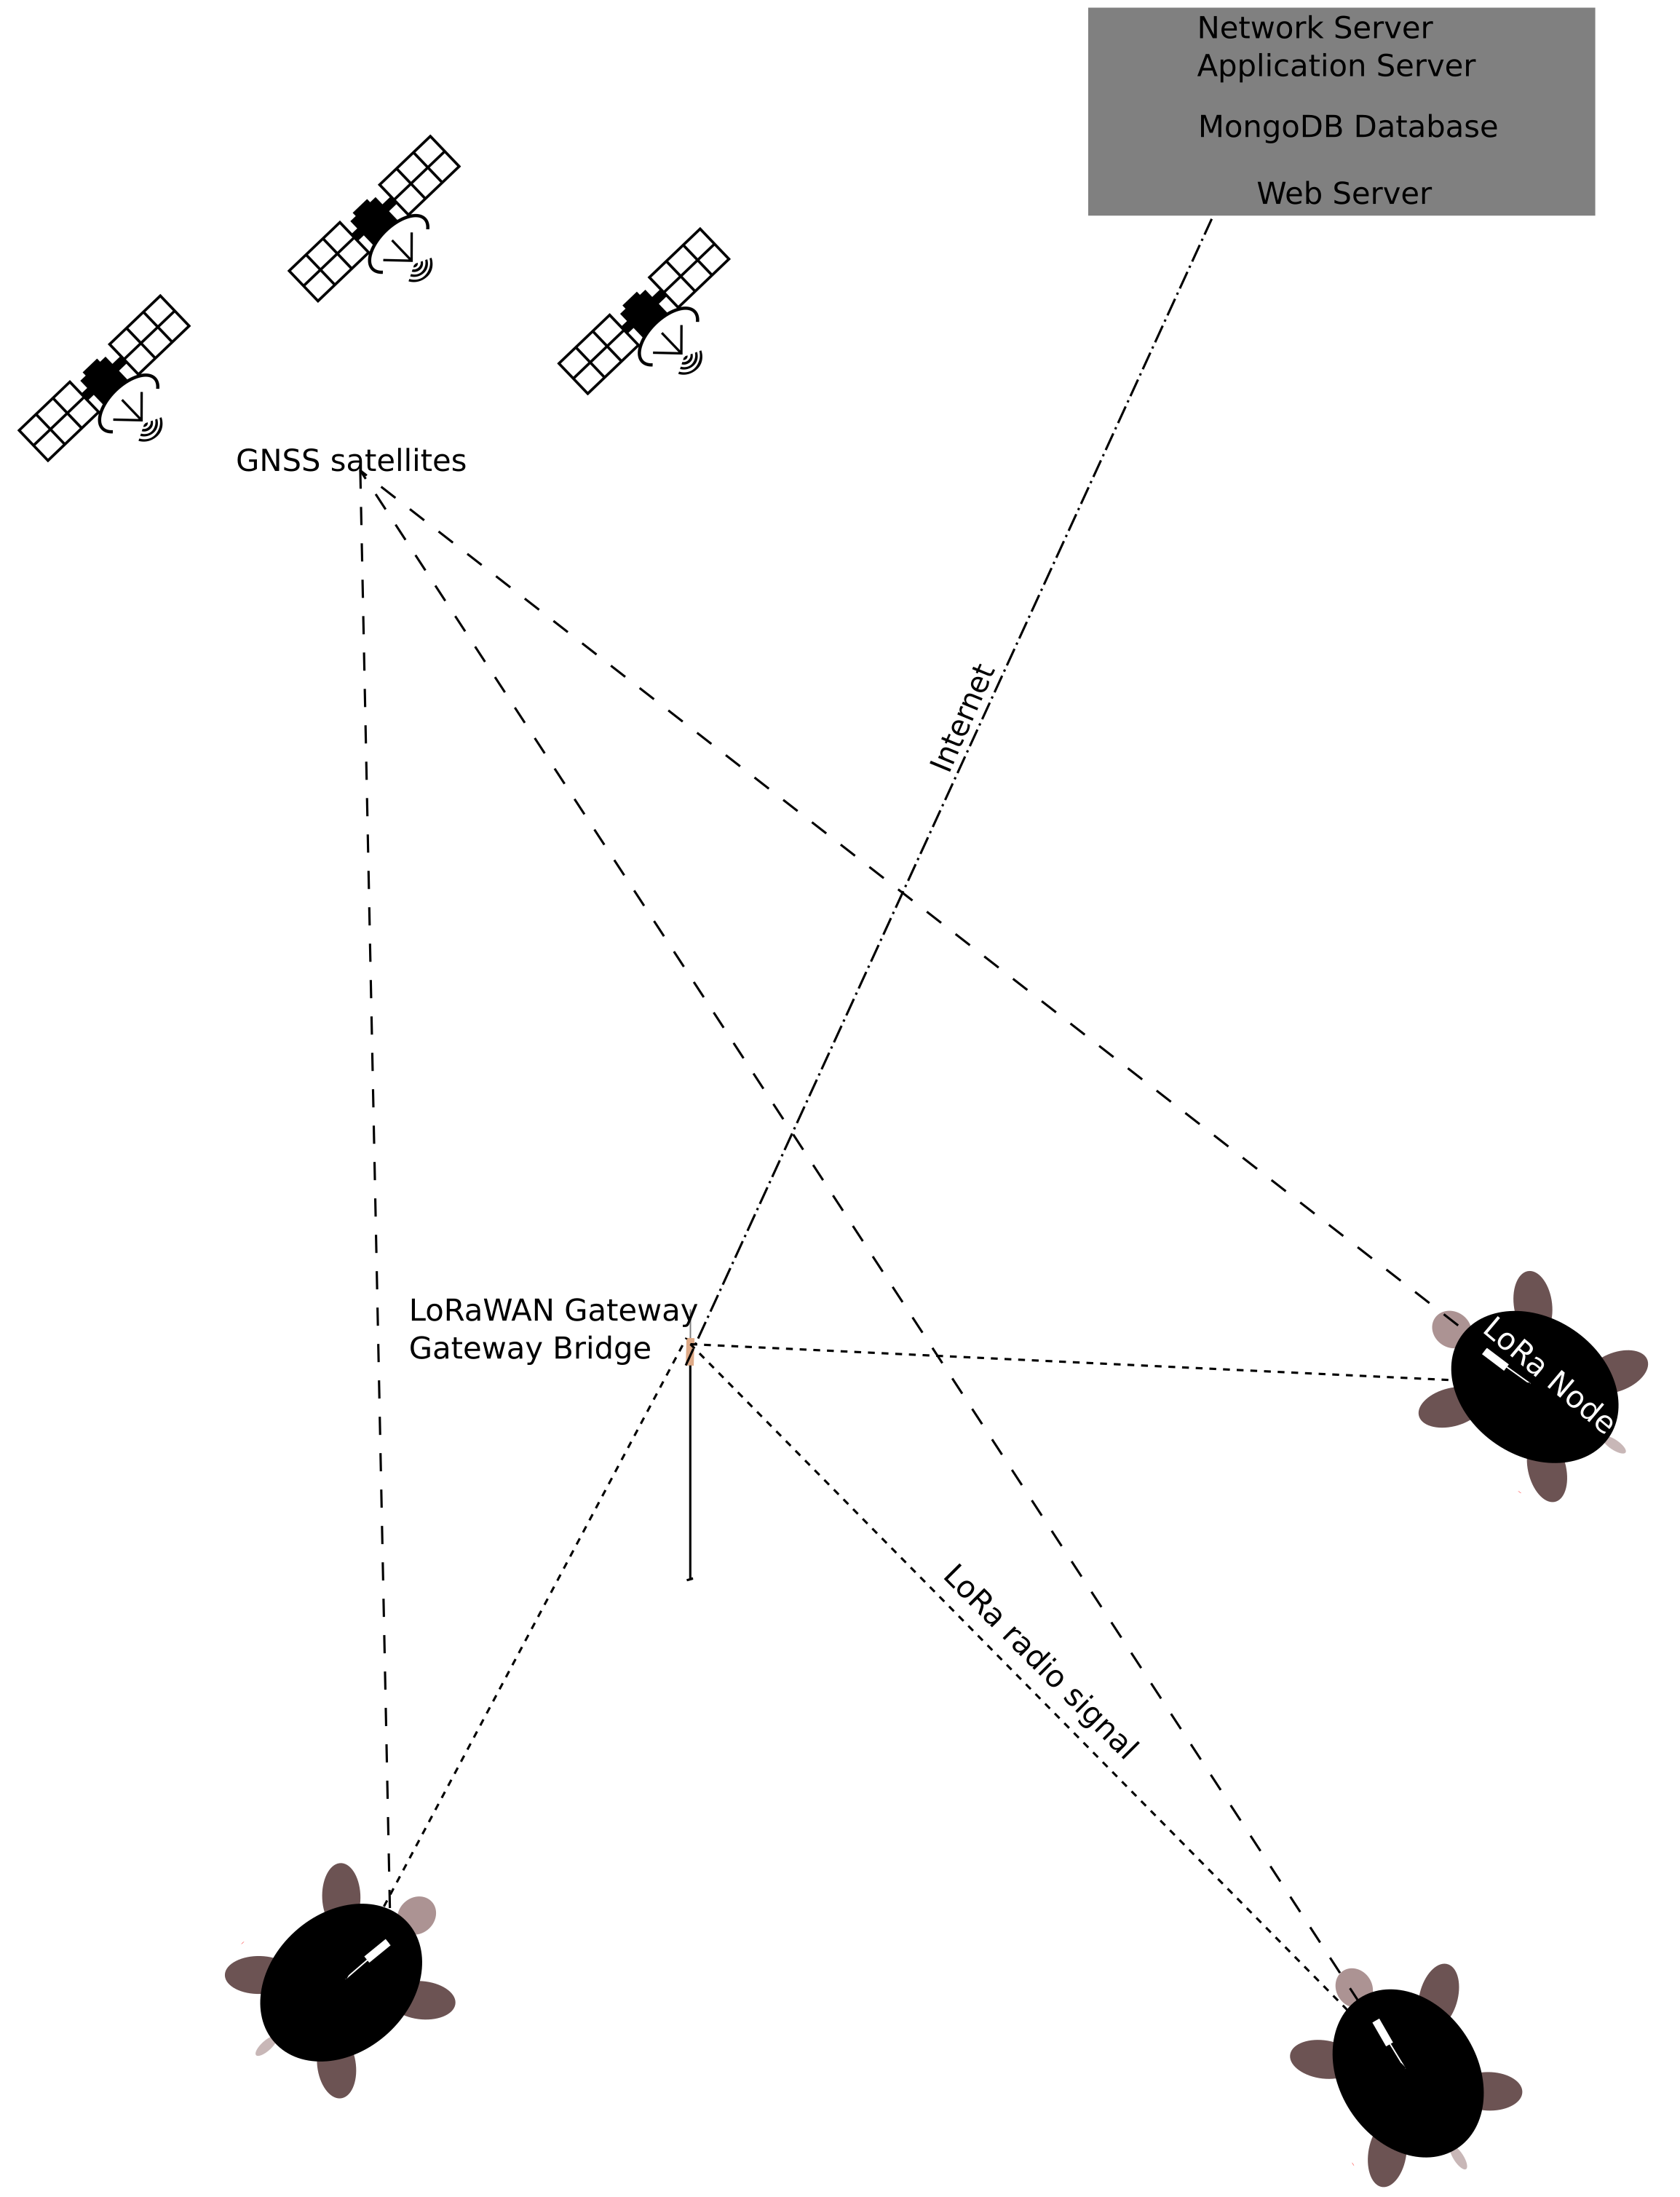 Network Server
Application Server
MongoDB Database
Web Server
GNSS satellites
Internet
LoRaWAN Gateway
Gateway Bridge
LoRa Node
LoRa radio signal